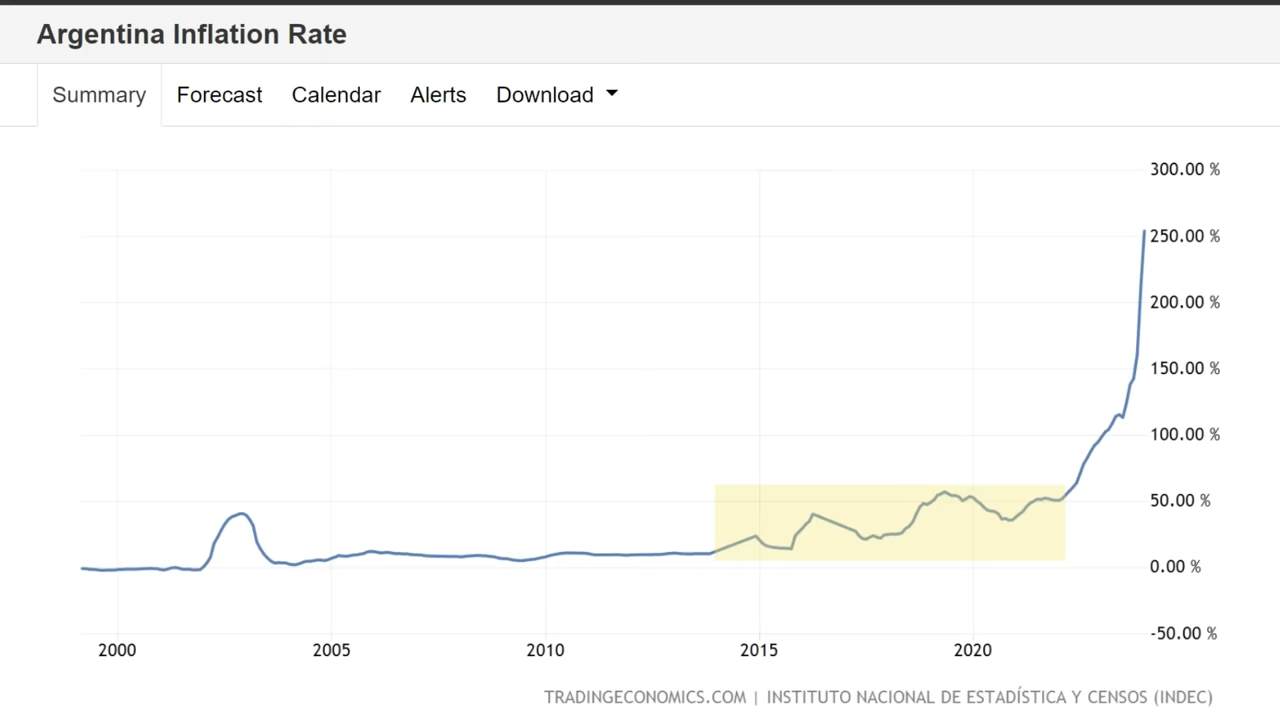 Argentina Inflation Rate
Summary Forecast Calendar Alerts Download
300.00 %
250.00 %
200.00 %
150.00 %
100.00 %
50.00 %
0.00 %
-50.00 %
2000 2005 2010 2015 2020
TRADINGECONOMICS.COM | INSTITUTO NACIONAL DE ESTADÍSTICA Y CENSOS (INDEC)